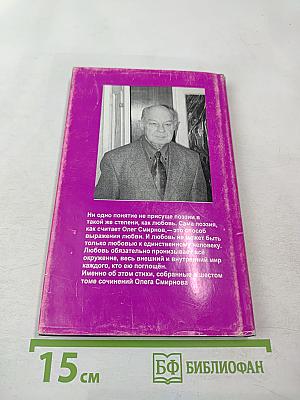 Ни одно понятие не присуще поэзии в
такой же степени, как любовь. Сама поэзия,
как считает Олег Смирнов,—это способ
выражения любви. И любовь не может быть
только любовью к единственному человеку.
Любовь обязательно пронизывает всё
окружение, весь внешний и внутренний мир
каждого, кто ею поглощён.
Именно об этом стихи, собранные в шестом
томе сочинений Олега Смирнова
15 см
БФ БИБЛИОФАН